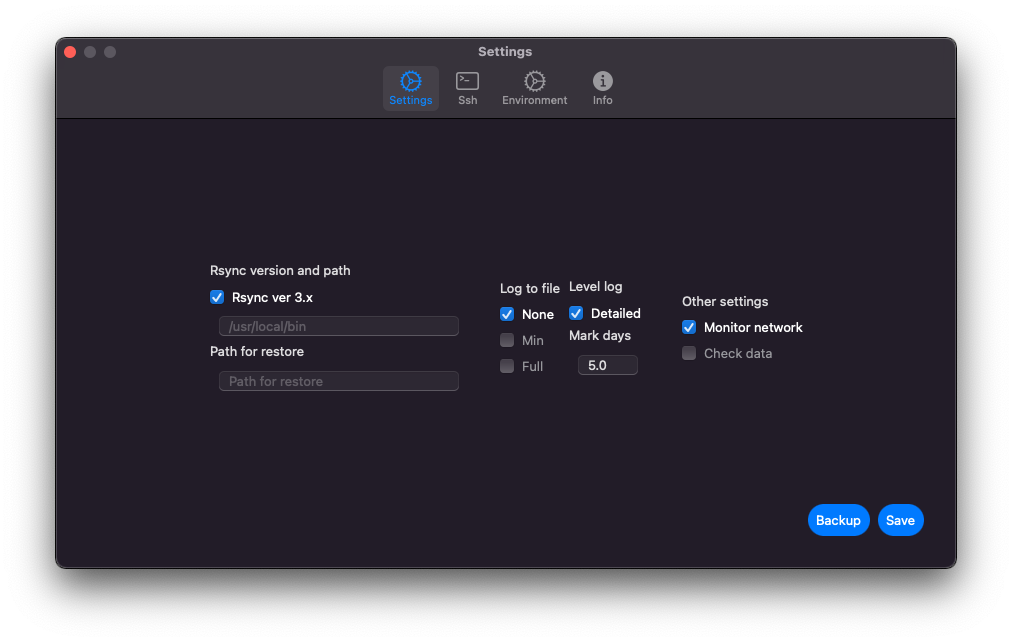 Settings
Settings
Ssh
Environment
Info
Rsync version and path
Rsync ver 3.x
/usr/local/bin
Path for restore
Path for restore
Log to file
None
Min
Full
Level log
Detailed
Mark days
5.0
Other settings
Monitor network
Check data
Backup
Save